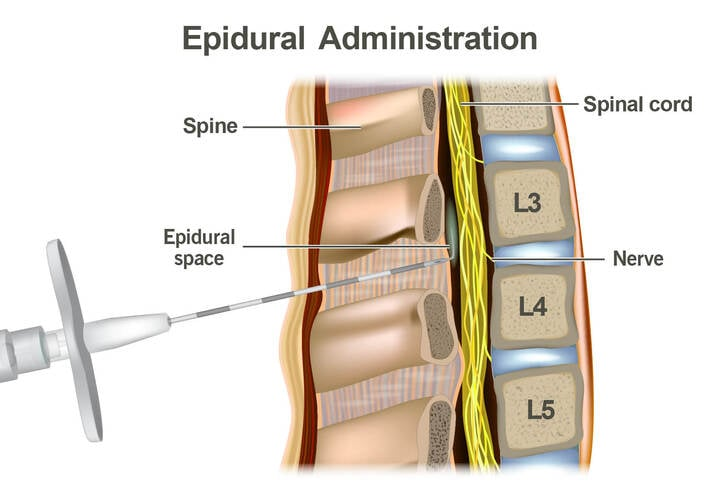 Epidural Administration
Spinal cord
Spine
L3
Epidural
space
Nerve
L4
L5